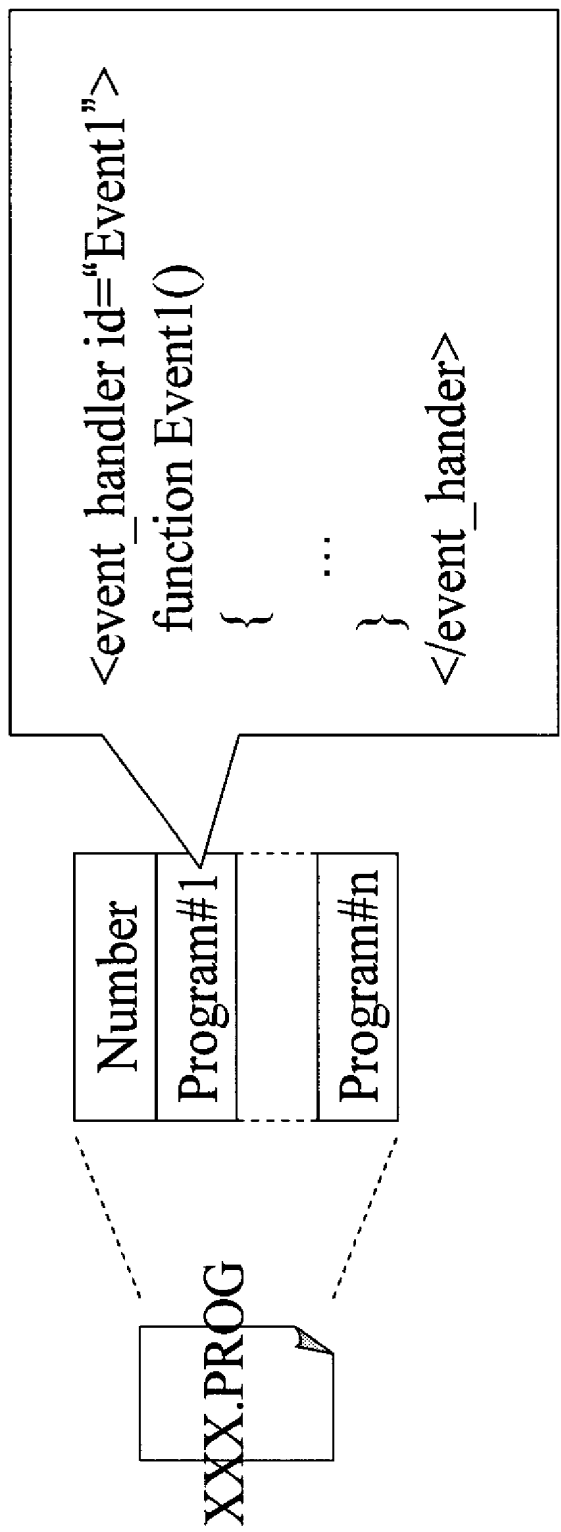 XXX.PROG
Number
Program#1
Program#n
<event_handler id=“Event1”>
function Event1()
{
…
}
</event_hander>